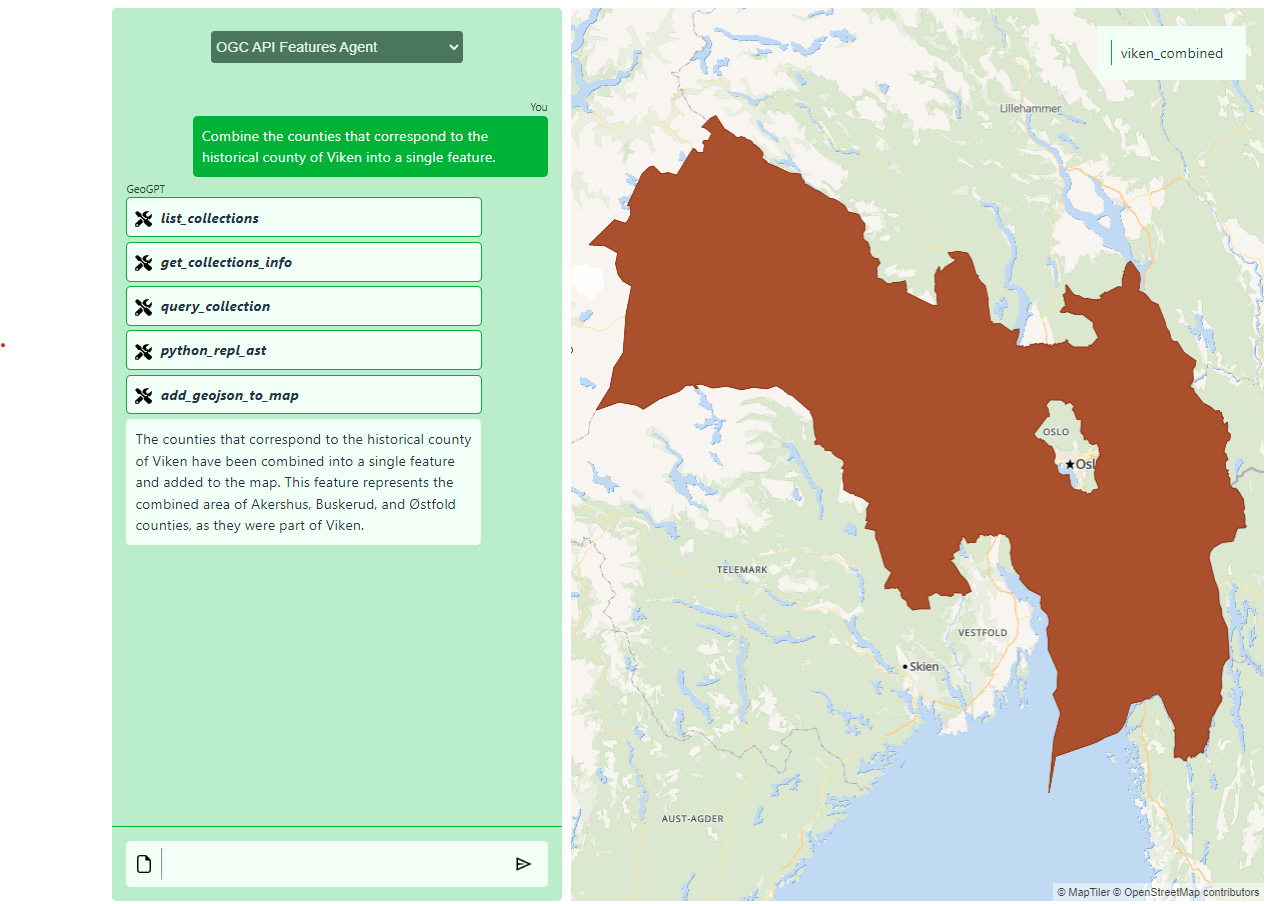 OGC API Features Agent
You
Combine the counties that correspond to the
historical county of Viken into a single feature.
GeoGPT
list_collections
get_collections_info
query_collection
python_repl_ast
add_geojson_to_map
The counties that correspond to the historical county
of Viken have been combined into a single feature
and added to the map. This feature represents the
combined area of Akershus, Buskerud, and Østfold
counties, as they were part of Viken.
viken_combined
Lillehammer
OSLO
Osl
TELEMARK
VESTFOLD
Skien
AUST-AGDER
© MapTiler © OpenStreetMap contributors